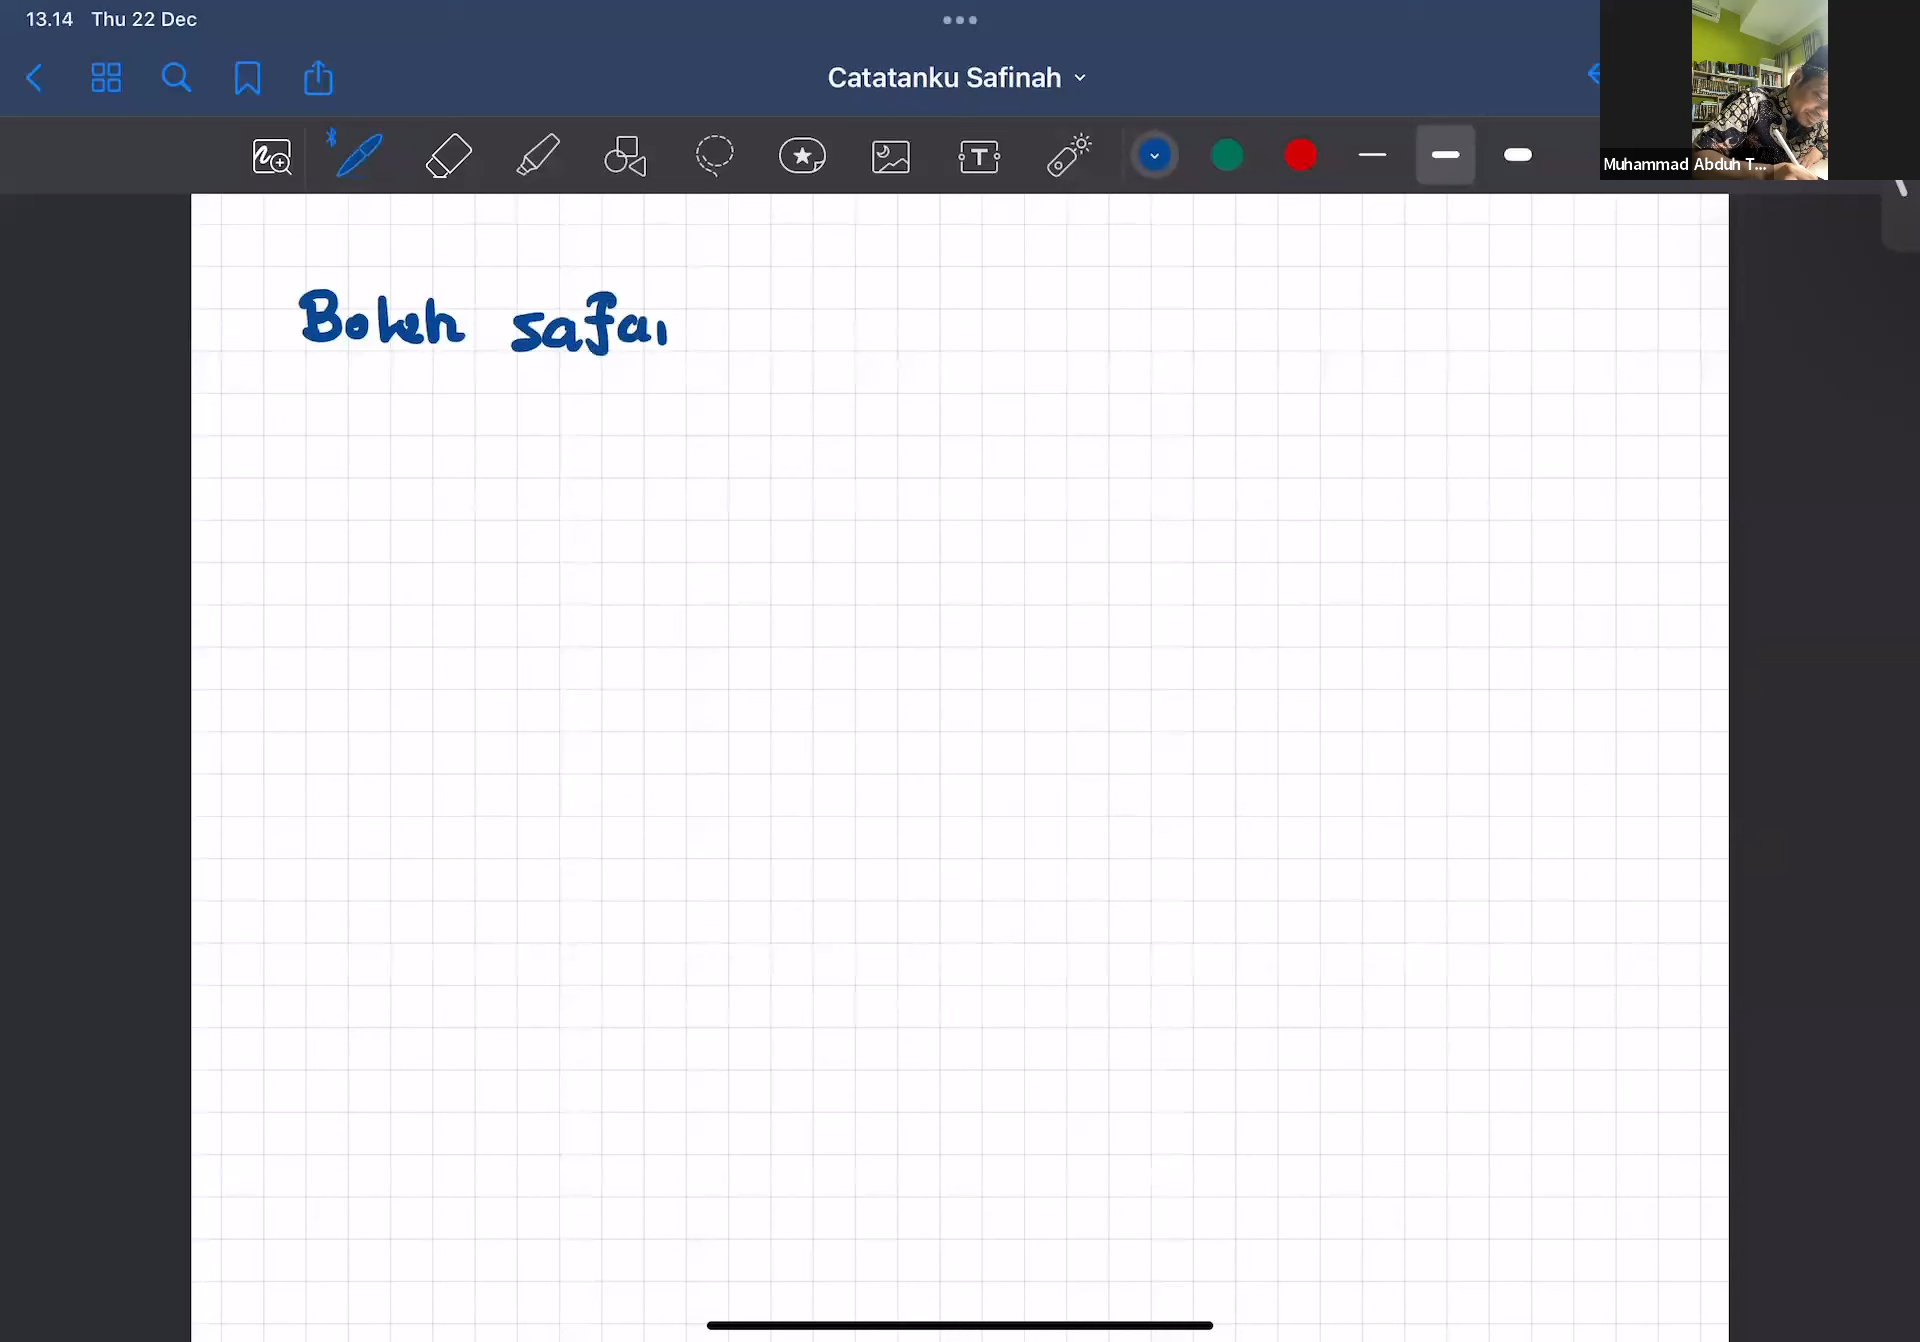 13.14 Thu 22 Dec
Catatanku Safinah
T
Muhammad Abduh T...
Boleh safar